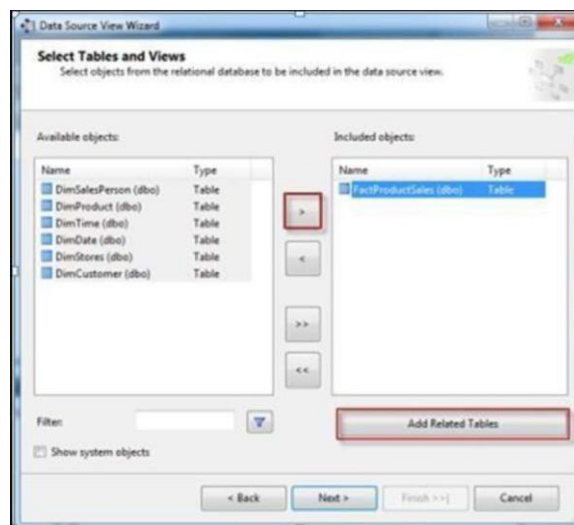 Data Source View Wizard
Select Tables and Views
Select objects from the relational database to be included in the data source view.
Available objects:
Name Type
DimSalesPerson (dbo) Table
DimProduct (dbo) Table
DimTime (dbo) Table
DimDate (dbo) Table
DimStores (dbo) Table
DimCustomer (dbo) Table
>
<
>>
<<
Included objects:
Name Type
FactProductSales (dbo) Table
Filter:
Add Related Tables
Show system objects
< Back
Next >
Finish >>|
Cancel